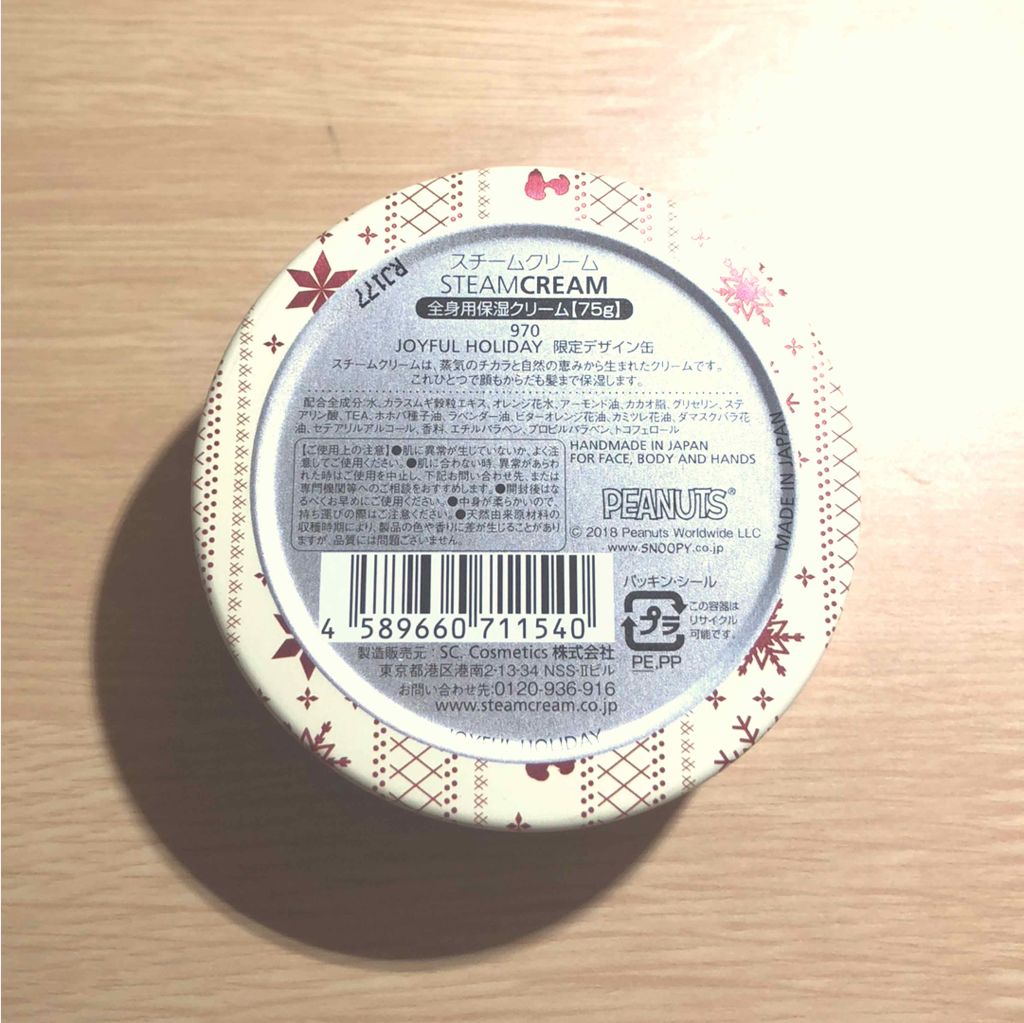 RJ177
スチームクリーム
STEAMCREAM
全身用保湿クリーム【75g】
970
JOYFUL HOLIDAY 限定デザイン缶
スチームクリームは、蒸気のチカラと自然の恵みから生まれたクリームです。
これひとつで顔もからだも髪まで保湿します。
配合全成分:水、カラスムギ穀粒エキス、オレンジ花水、アーモンド油、カカオ脂、グリセリン、ステ
アリン酸、TEA、ホホバ種子油、ラベンダー油、ビターオレンジ花油、カミツレ花油、ダマスクバラ花
油、セテアリルアルコール、香料、エチルパラベン、プロピルパラベン、トコフェロール
【ご使用上の注意】●肌に異常が生じていないか、よく注
意してご使用ください。●肌に合わない時、異常があらわ
れた時はご使用を中止し、下記お問い合わせ先、または
専門機関等へのご相談をおすすめします。●開封後はな
るべくお早めにご使用ください。●中身が柔らかいので、
持ち運びの際はご注意ください。●天然由来原材料の
収穫時期により、製品の色や香りに差が生じることがあり
ますが、品質には問題ございません。
HANDMADE IN JAPAN
FOR FACE, BODY AND HANDS
PEANUTS®
© 2018 Peanuts Worldwide LLC
www.SNOOPY.co.jp
MADE IN JAPAN
4 589660 711540
パッキン・シール
プラ
この容器は
リサイクル
可能です。
PE,PP
製造販売元:SC. Cosmetics 株式会社
東京都港区港南2-13-34 NSS-Ⅱビル
お問い合わせ先:0120-936-916
www.steamcream.co.jp
JOYFUL HOLIDAY